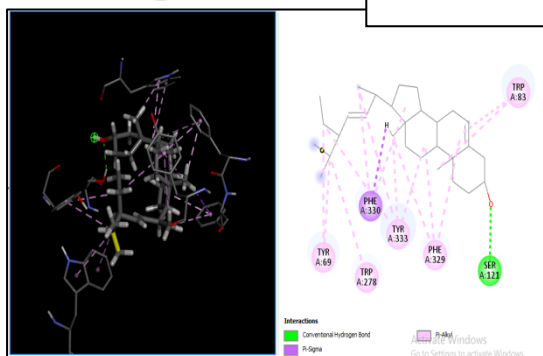 TRP
A:83
H
PHE
A:330
TYR
A:333
TYR
A:69
TRP
A:278
PHE
A:329
SER
A:121
Interactions
Conventional Hydrogen Bond
Pi-Sigma
Pi-Alkyl
Activate Windows
Go to Settings to activate Windows